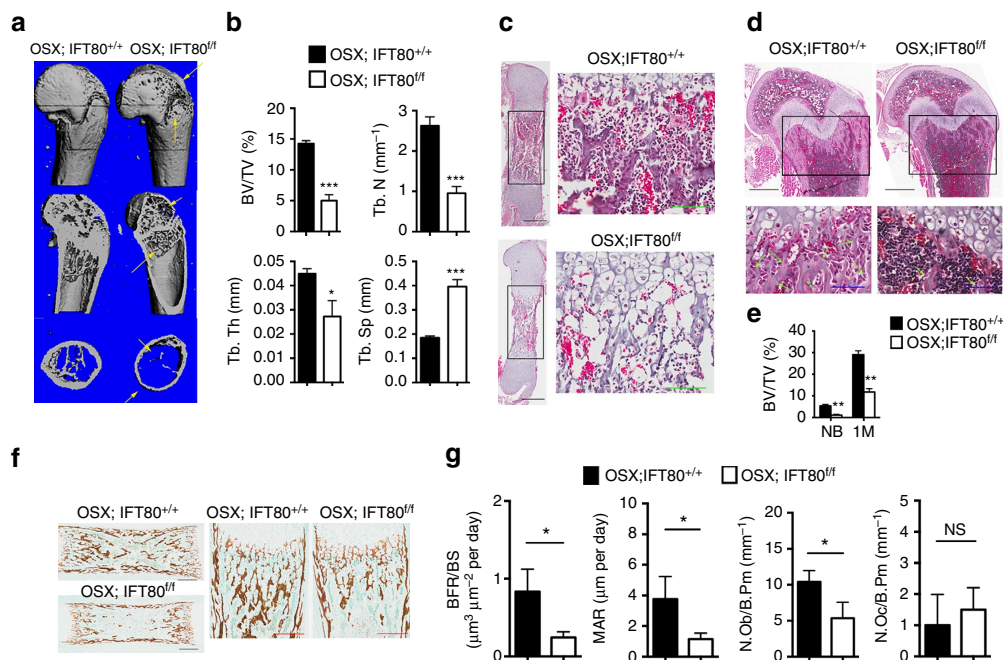 a
OSX; IFT80+/+ OSX; IFT80f/f
b
OSX; IFT80+/+
OSX; IFT80f/f
BV/TV (%)
20
15
10
5
0
***
Tb. N (mm−1)
3
2
1
0
***
Tb. Th (mm)
0.05
0.04
0.03
0.02
0.01
0.00
*
Tb. Sp (mm)
0.5
0.4
0.3
0.2
0.1
0.0
***
c
OSX;IFT80+/+
OSX;IFT80f/f
d
OSX; IFT80+/+ OSX; IFT80f/f
e
OSX;IFT80+/+
OSX;IFT80f/f
BV/TV (%)
40
30
20
10
0
**
**
NB 1M
f
OSX; IFT80+/+
OSX; IFT80f/f
OSX; IFT80+/+ OSX; IFT80f/f
g
OSX;IFT80+/+ OSX; IFT80f/f
BFR/BS
(μm3 μm−2 per day)
2
1
0
*
MAR (μm per day)
10
8
6
4
2
0
*
N.Ob/B.Pm (mm−1)
20
15
10
5
0
*
N.Oc/B.Pm (mm−1)
5
4
3
2
1
0
NS